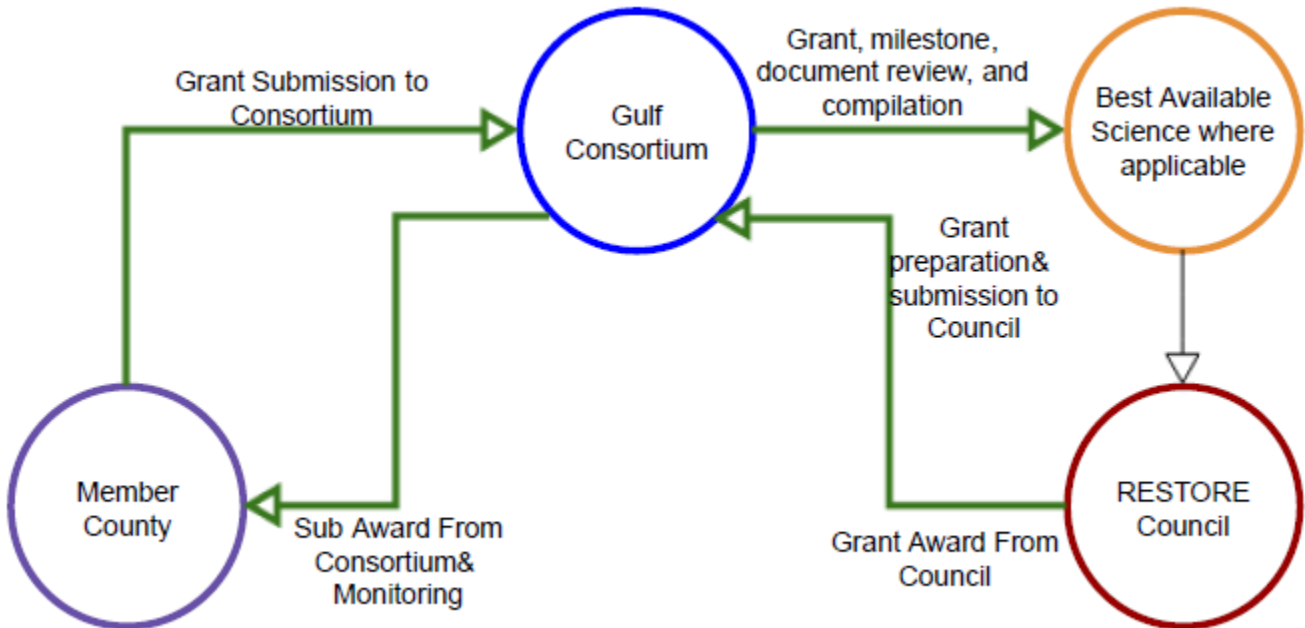 Grant Submission to
Consortium
Gulf
Consortium
Grant, milestone,
document review, and
compilation
Best Available
Science where
applicable
Grant
preparation&
submission to
Council
Member
County
Sub Award From
Consortium&
Monitoring
Grant Award From
Council
RESTORE
Council